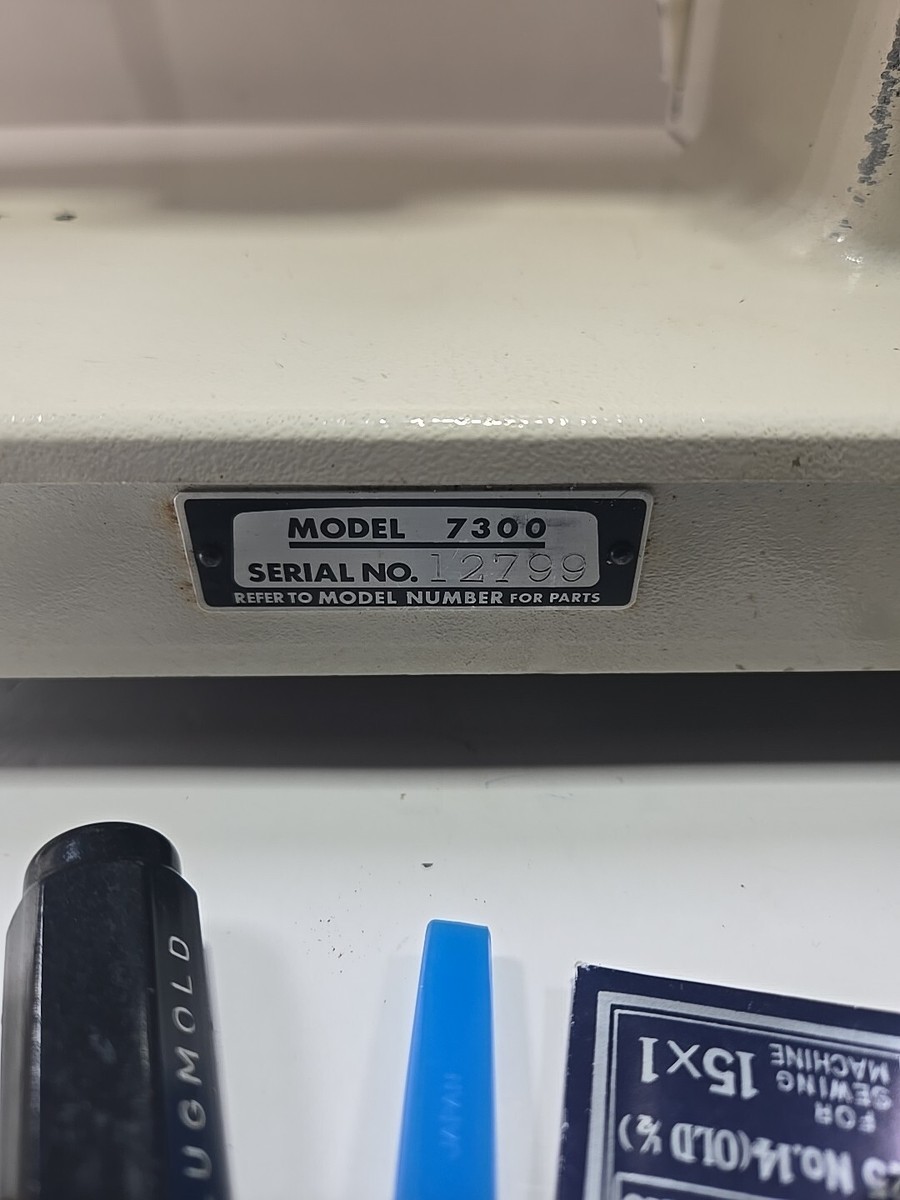 MODEL 7300
SERIAL NO. 12799
REFER TO MODEL NUMBER FOR PARTS
UGMOLD
JAPAN
15x1
FOR
SEWING
MACHINE
No.14(OLD ½)